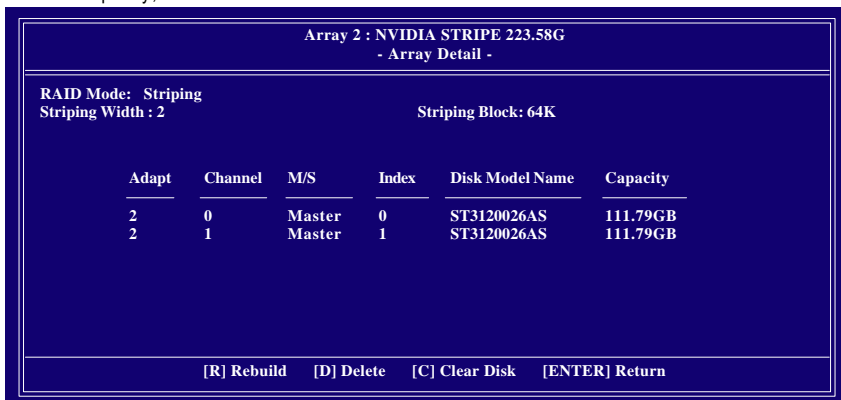 Array 2 : NVIDIA STRIPE 223.58G
- Array Detail -
RAID Mode: Striping
Striping Width : 2 Striping Block: 64K
Adapt Channel M/S Index Disk Model Name Capacity
2 0 Master 0 ST3120026AS 111.79GB
2 1 Master 1 ST3120026AS 111.79GB
[R] Rebuild [D] Delete [C] Clear Disk [ENTER] Return